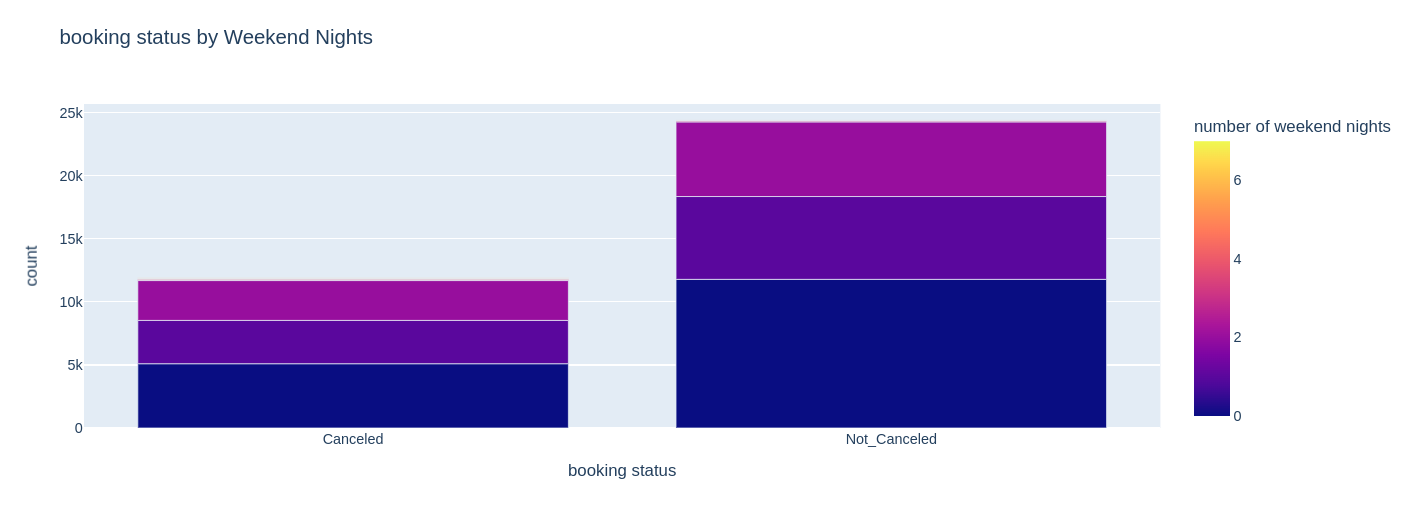 booking status by Weekend Nights
25k
20k
15k
10k
5k
0
count
Canceled
Not_Canceled
booking status
number of weekend nights
6
4
2
0